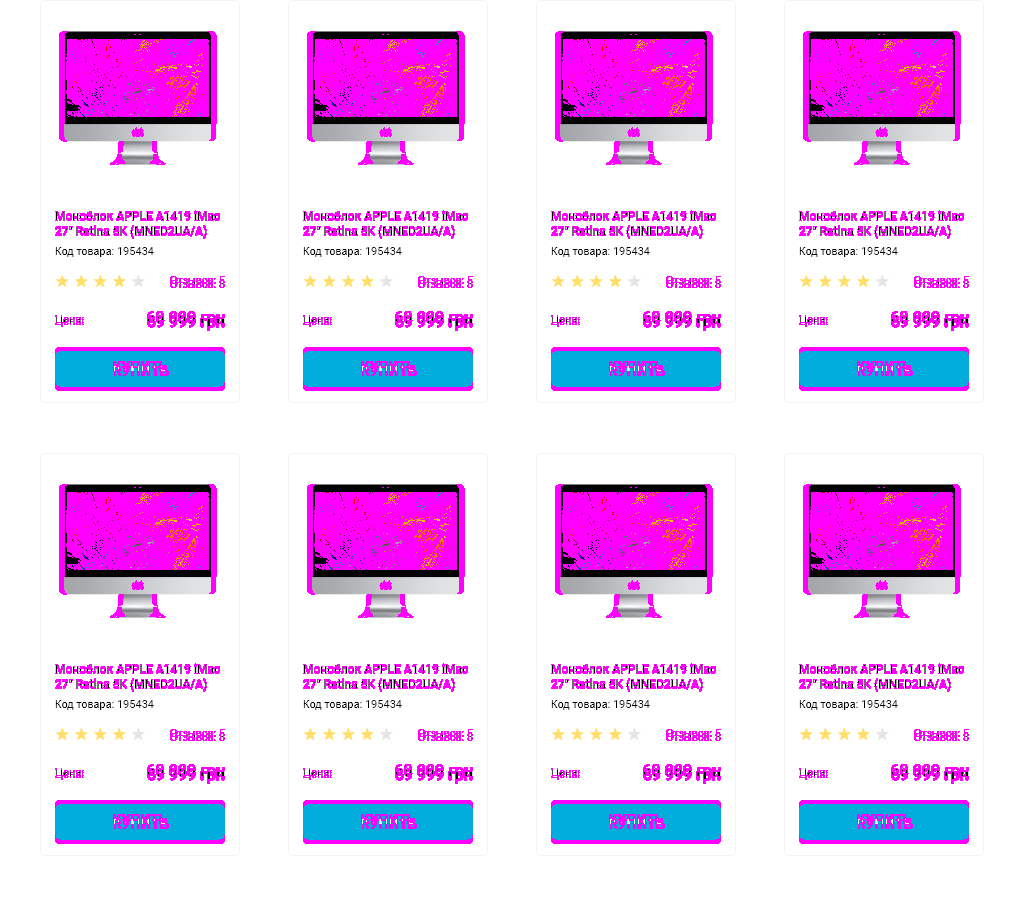 Моноблок APPLE A1419 iMac
27" Retina 5K (MNED2UA/A)
Код товара: 195434
Отзывов: 5
Цена: 69 999 грн
КУПИТЬ
Моноблок APPLE A1419 iMac
27" Retina 5K (MNED2UA/A)
Код товара: 195434
Отзывов: 5
Цена: 69 999 грн
КУПИТЬ
Моноблок APPLE A1419 iMac
27" Retina 5K (MNED2UA/A)
Код товара: 195434
Отзывов: 5
Цена: 69 999 грн
КУПИТЬ
Моноблок APPLE A1419 iMac
27" Retina 5K (MNED2UA/A)
Код товара: 195434
Отзывов: 5
Цена: 69 999 грн
КУПИТЬ
Моноблок APPLE A1419 iMac
27" Retina 5K (MNED2UA/A)
Код товара: 195434
Отзывов: 5
Цена: 69 999 грн
КУПИТЬ
Моноблок APPLE A1419 iMac
27" Retina 5K (MNED2UA/A)
Код товара: 195434
Отзывов: 5
Цена: 69 999 грн
КУПИТЬ
Моноблок APPLE A1419 iMac
27" Retina 5K (MNED2UA/A)
Код товара: 195434
Отзывов: 5
Цена: 69 999 грн
КУПИТЬ
Моноблок APPLE A1419 iMac
27" Retina 5K (MNED2UA/A)
Код товара: 195434
Отзывов: 5
Цена: 69 999 грн
КУПИТЬ